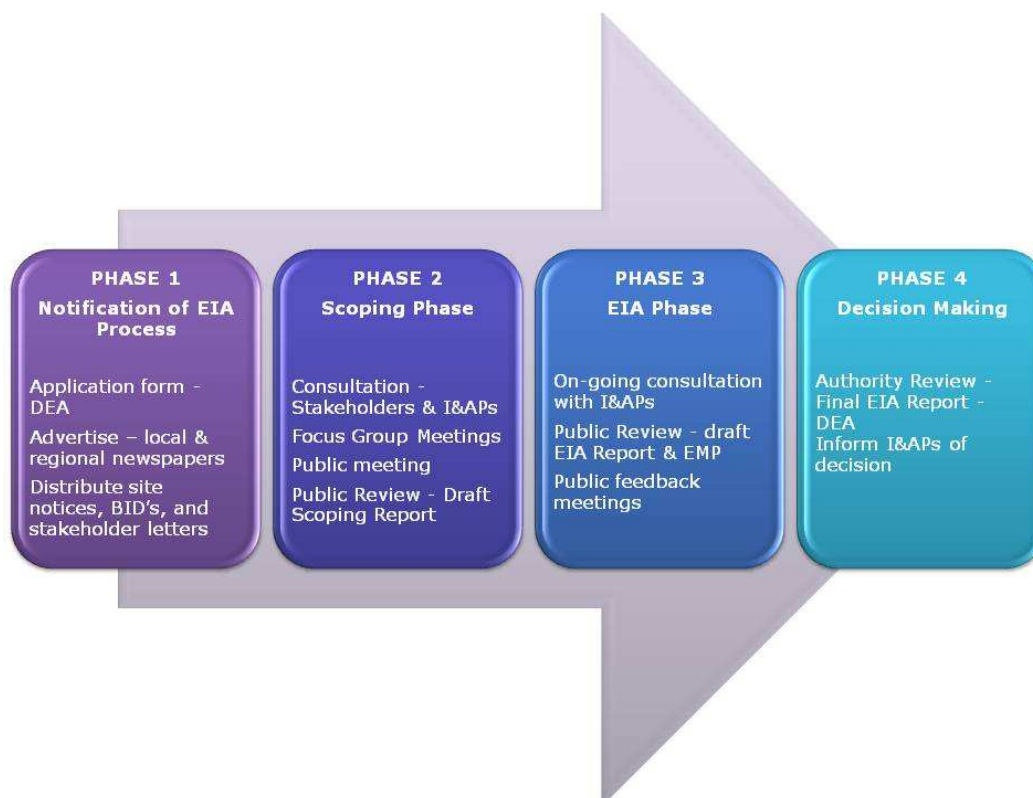 PHASE 1
Notification of EIA
Process
Application form -
DEA
Advertise – local &
regional newspapers
Distribute site
notices, BID's, and
stakeholder letters
PHASE 2
Scoping Phase
Consultation -
Stakeholders & I&APs
Focus Group Meetings
Public meeting
Public Review - Draft
Scoping Report
PHASE 3
EIA Phase
On-going consultation
with I&APs
Public Review - draft
EIA Report & EMP
Public feedback
meetings
PHASE 4
Decision Making
Authority Review -
Final EIA Report -
DEA
Inform I&APs of
decision